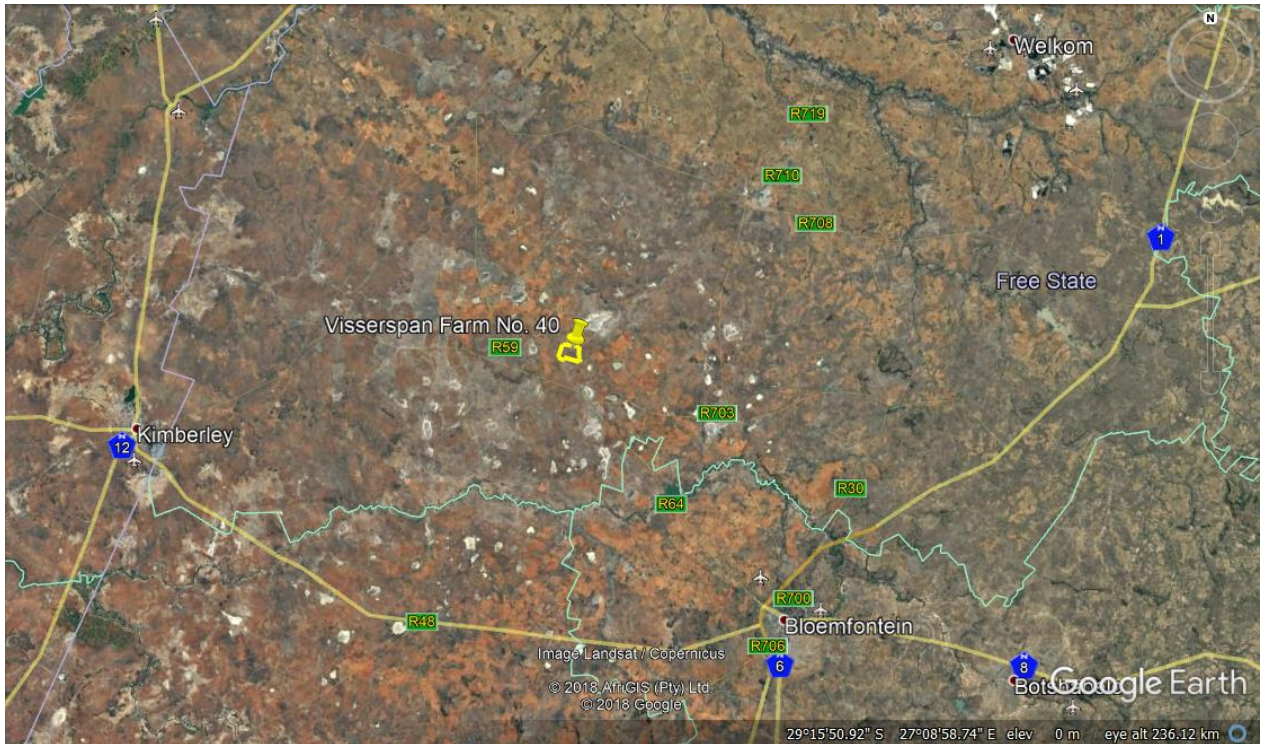 N
Welkom
R719
R710
R708
1
Free State
Visserspan Farm No. 40
R59
R703
Kimberley
N
12
R64
R30
R700
Bloemfontein
R48
R706
Image Landsat / Copernicus
N
6
N
8
Google Earth
© 2018 AfriGIS (Pty) Ltd.
© 2018 Google
29°15'50.92" S 27°08'58.74" E elev 0 m eye alt 236.12 km